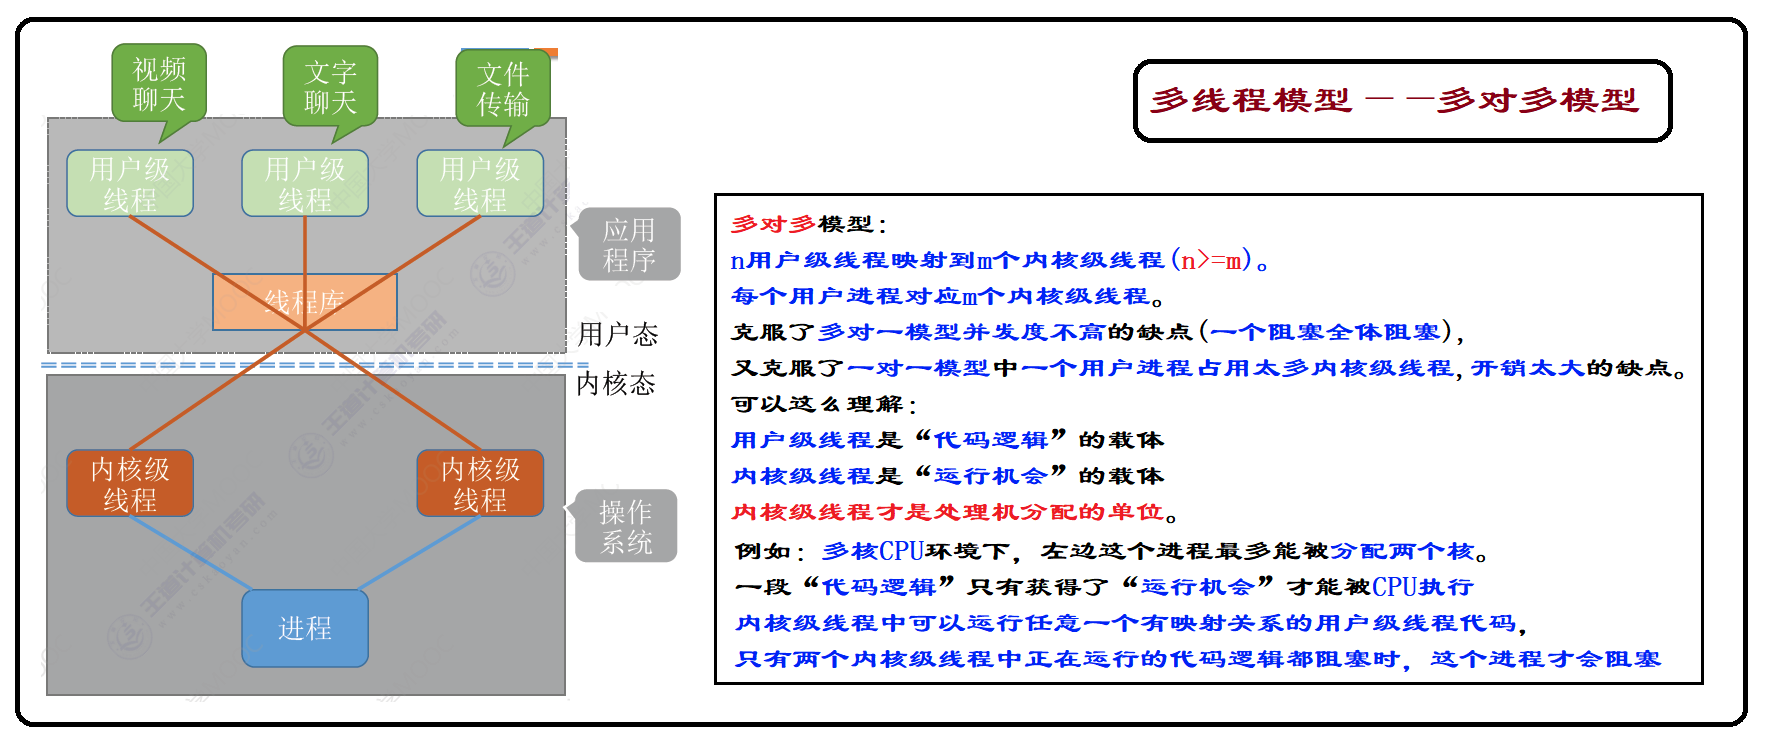 多线程模型——多对多模型
视频
聊天
文字
聊天
文件
传输
用户级
线程
用户级
线程
用户级
线程
线程库
应用
程序
用户态
内核态
内核级
线程
内核级
线程
操作
系统
进程
多对多模型：
n用户级线程映射到m个内核级线程(n>=m)。
每个用户进程对应m个内核级线程。
克服了多对一模型并发度不高的缺点(一个阻塞全体阻塞)，
又克服了一对一模型中一个用户进程占用太多内核级线程,开销太大的缺点。
可以这么理解：
用户级线程是“代码逻辑”的载体
内核级线程是“运行机会”的载体
内核级线程才是处理机分配的单位。
例如：多核CPU环境下，左边这个进程最多能被分配两个核。
一段“代码逻辑”只有获得了“运行机会”才能被CPU执行
内核级线程中可以运行任意一个有映射关系的用户级线程代码，
只有两个内核级线程中正在运行的代码逻辑都阻塞时，这个进程才会阻塞